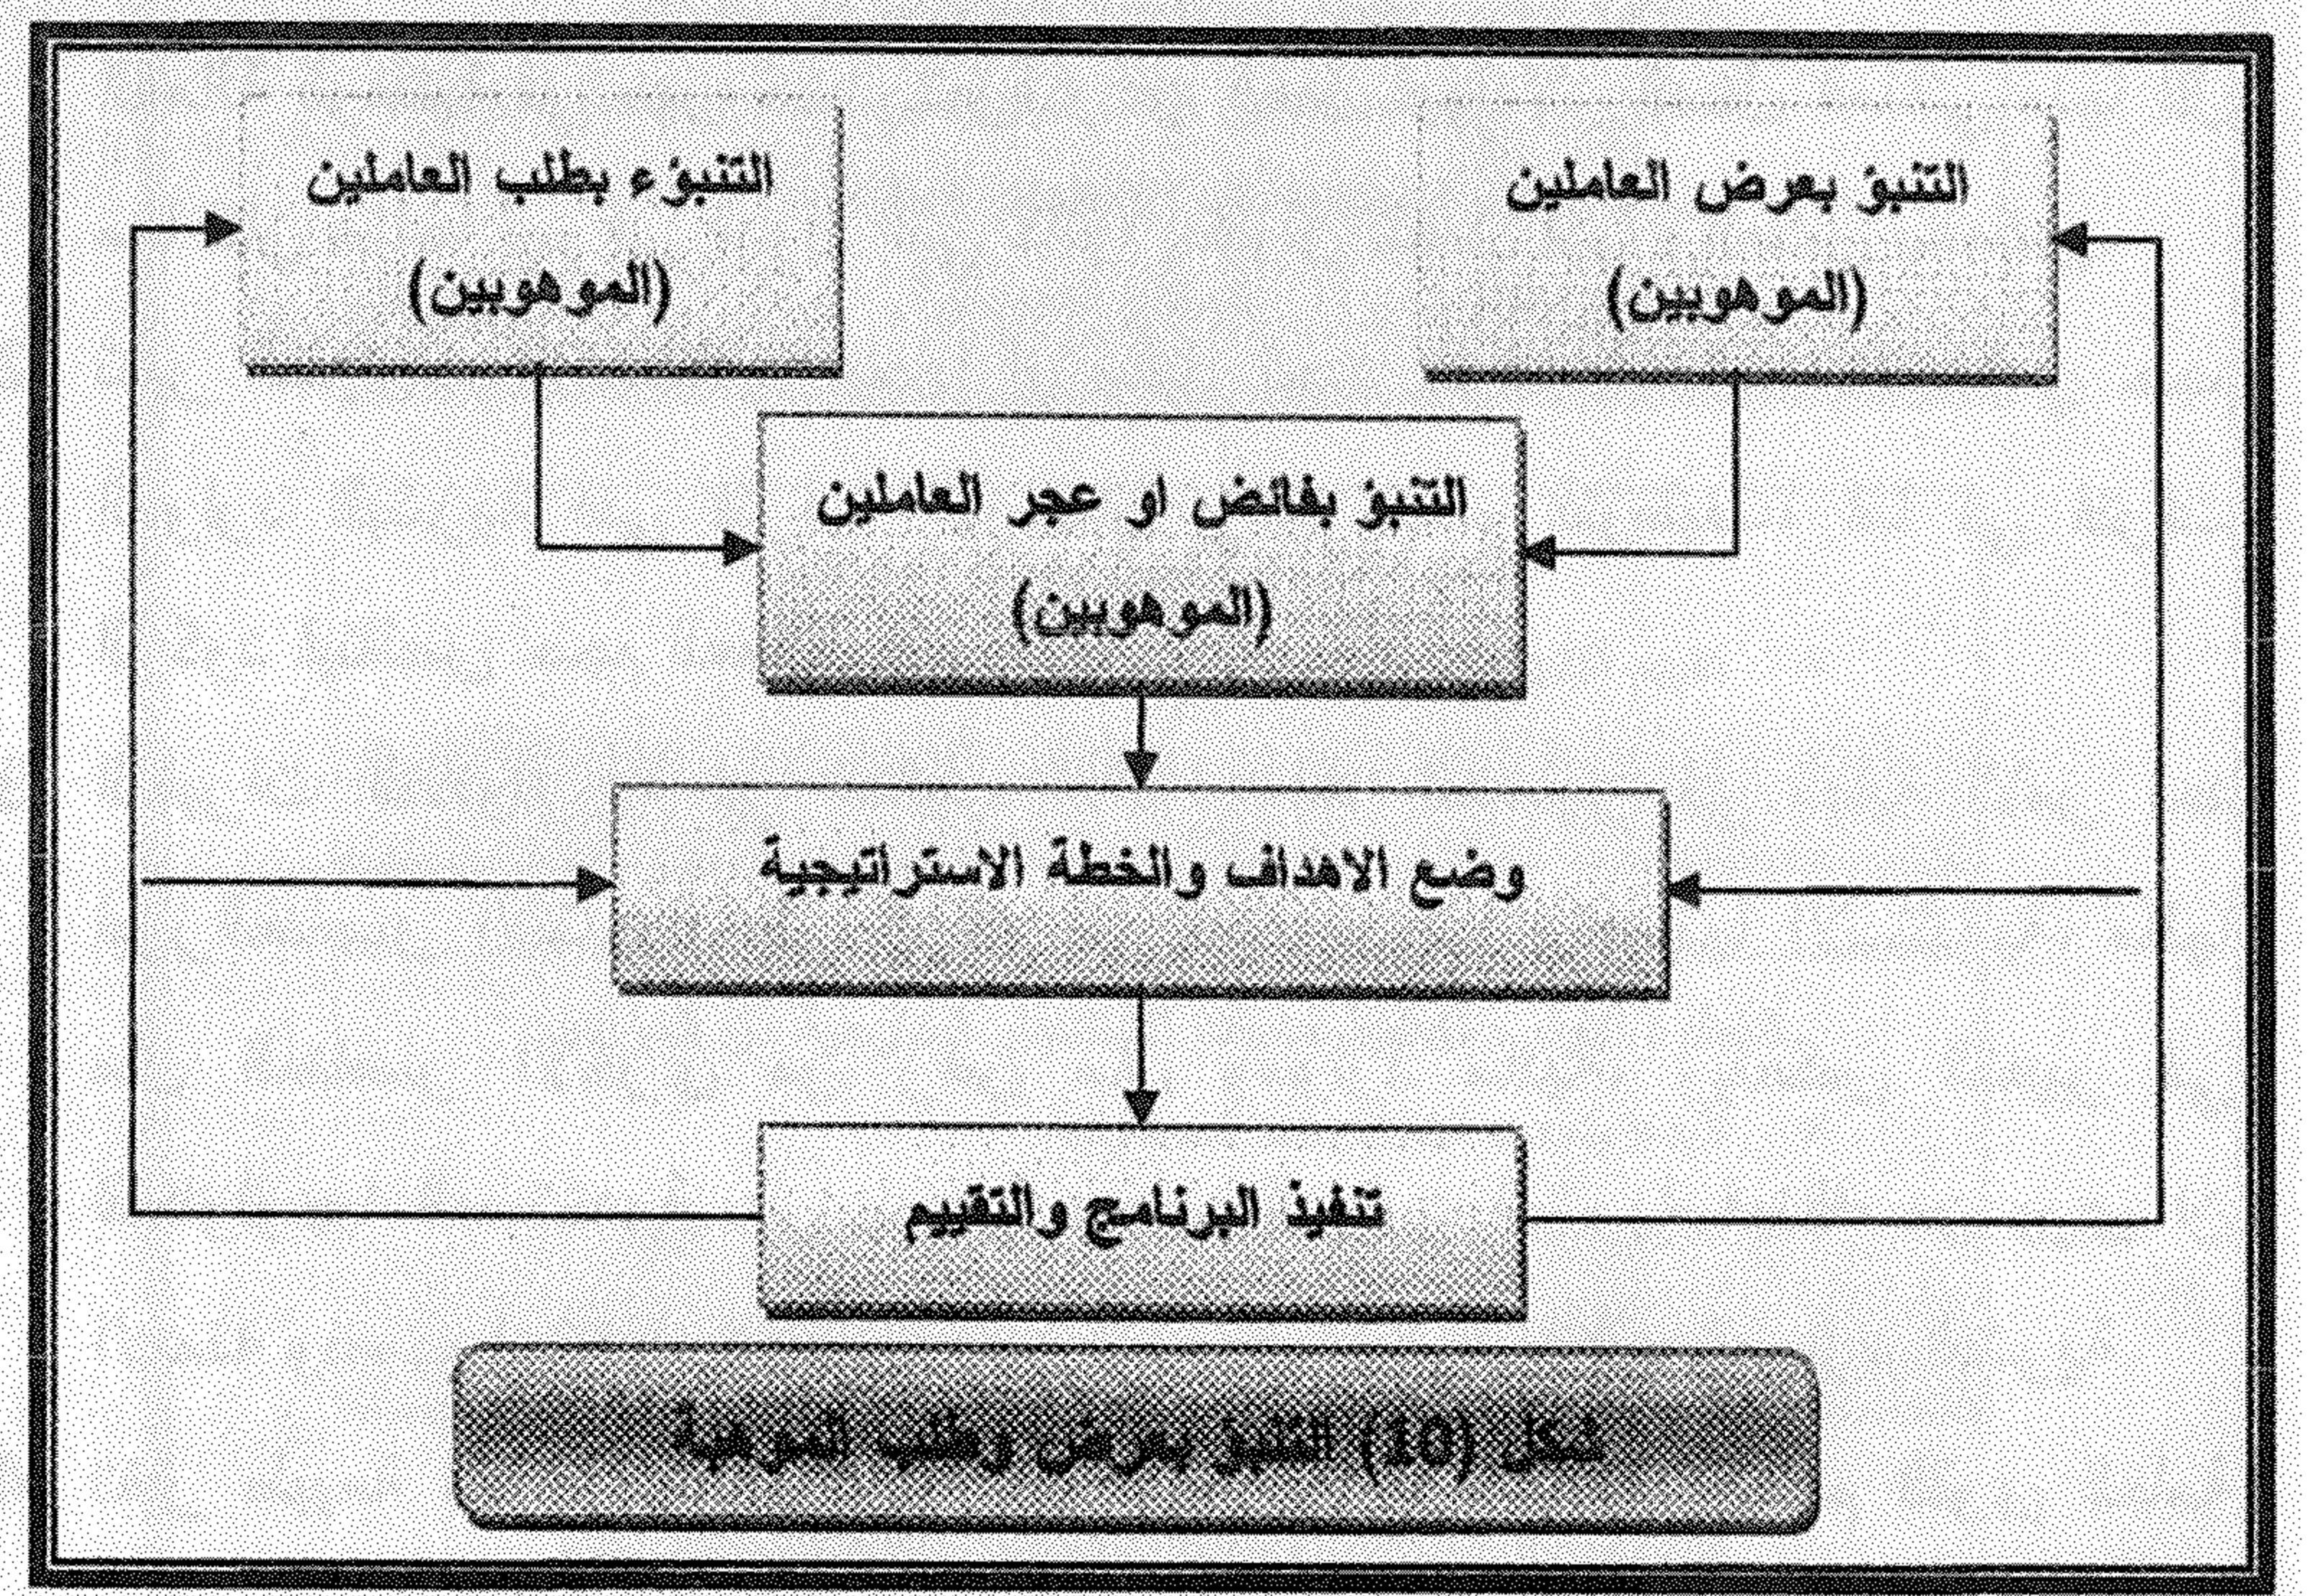 التنبؤ بعرض العاملين
(الموهوبين)
التنبؤء بطلب العاملين
(الموهوبين)
التنبؤ بفائض او عجر العاملين
(الموهوبين)
وضع الاهداف والخطة الاستراتيجية
تنفيذ البرنامج والتقييم
شكل (10) التنبؤ بعرض وطلب الموهبة